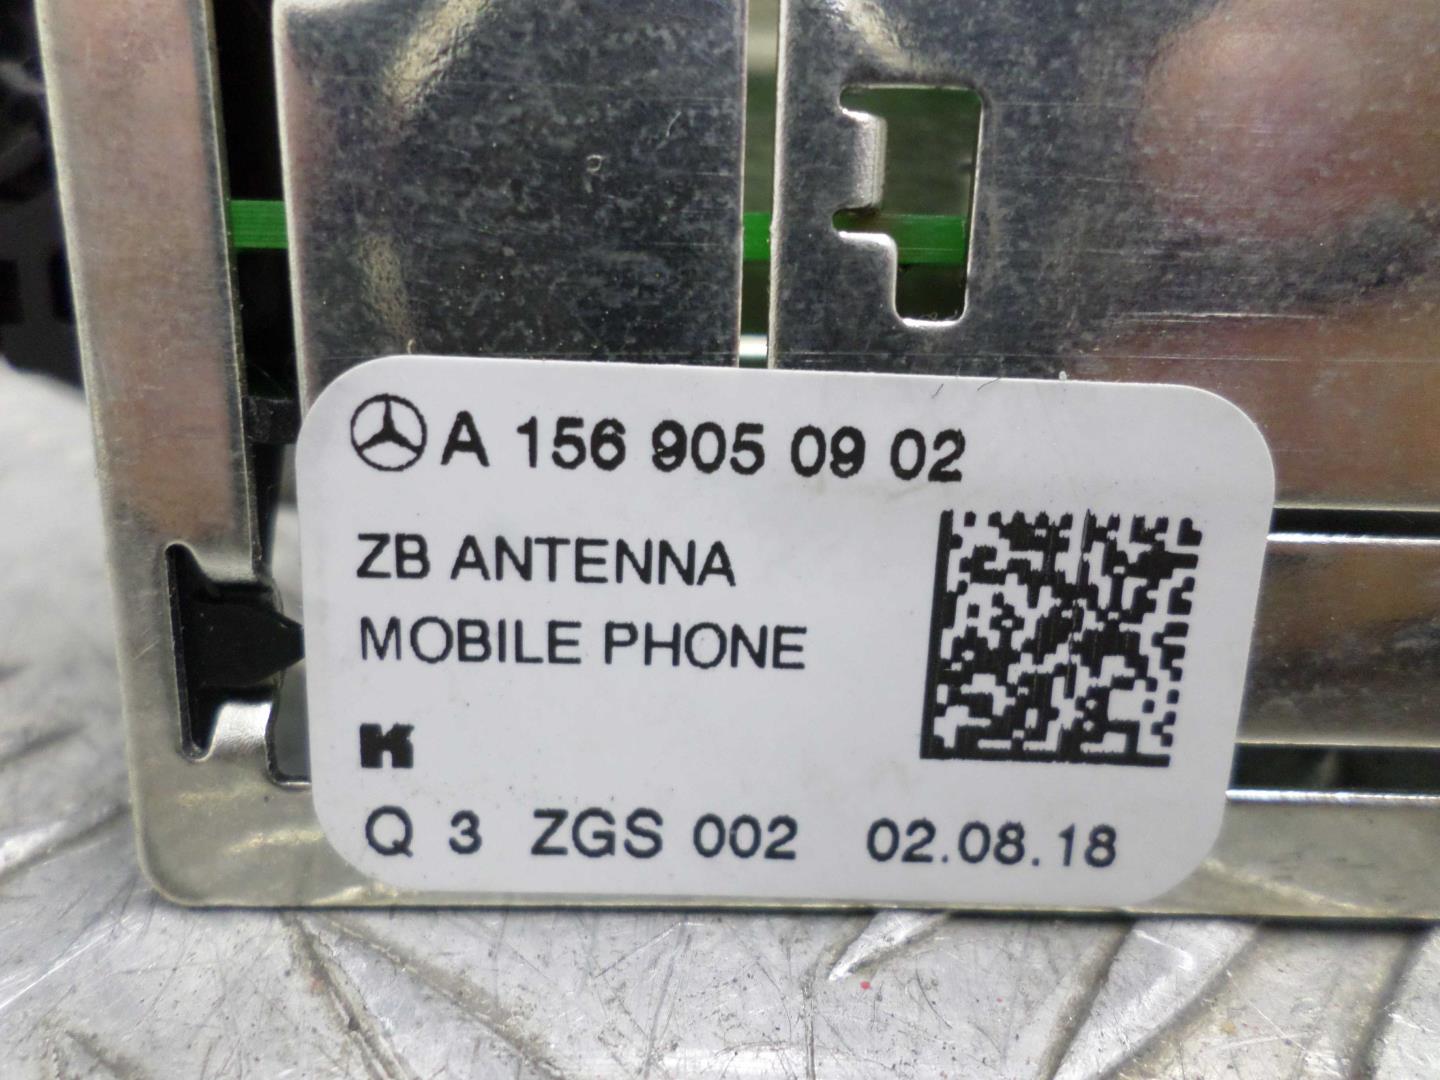 A 156 905 09 02
ZB ANTENNA
MOBILE PHONE
K
Q 3 ZGS 002 02.08.18